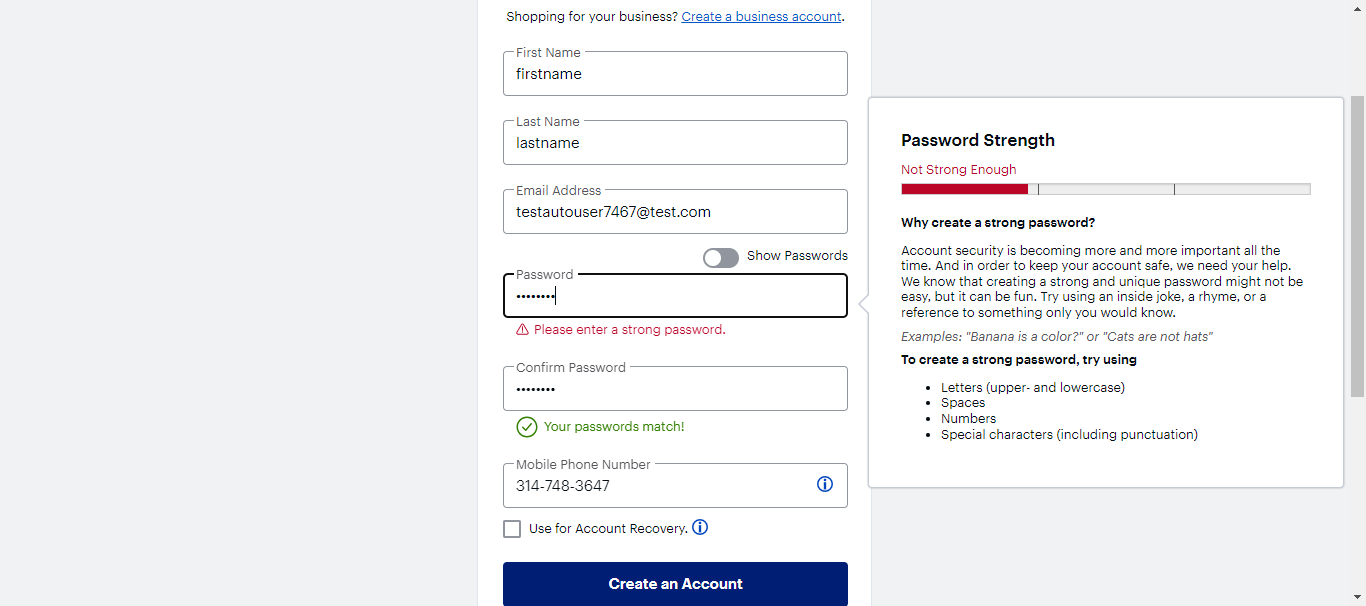 Shopping for your business? Create a business account.
First Name
firstname
Last Name
lastname
Email Address
testautouser7467@test.com
Show Passwords
Password
••••••••
Please enter a strong password.
Confirm Password
••••••••
Your passwords match!
Mobile Phone Number
314-748-3647
Use for Account Recovery.
Create an Account
Password Strength
Not Strong Enough
Why create a strong password?
Account security is becoming more and more important all the
time. And in order to keep your account safe, we need your help.
We know that creating a strong and unique password might not be
easy, but it can be fun. Try using an inside joke, a rhyme, or a
reference to something only you would know.
Examples: "Banana is a color?" or "Cats are not hats"
To create a strong password, try using
• Letters (upper- and lowercase)
• Spaces
• Numbers
• Special characters (including punctuation)